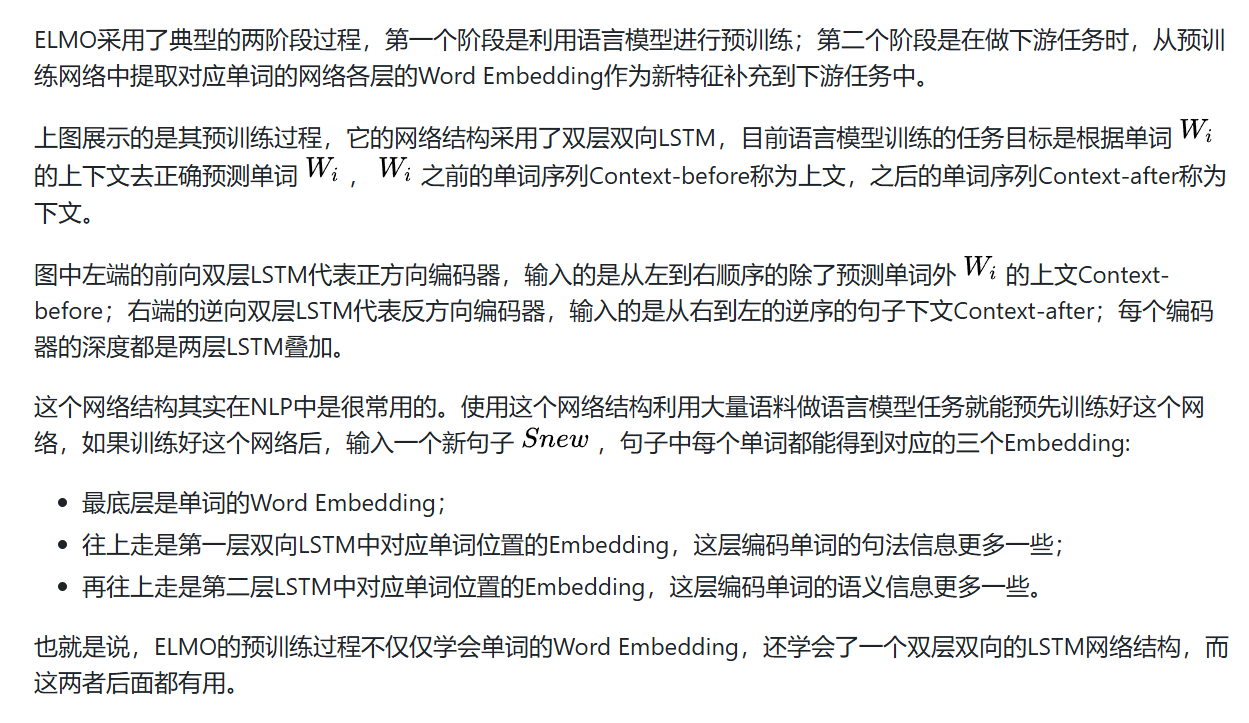 ELMO采用了典型的两阶段过程，第一个阶段是利用语言模型进行预训练；第二个阶段是在做下游任务时，从预训
练网络中提取对应单词的网络各层的Word Embedding作为新特征补充到下游任务中。
上图展示的是其预训练过程，它的网络结构采用了双层双向LSTM，目前语言模型训练的任务目标是根据单词 W_i
的上下文去正确预测单词 W_i ， W_i 之前的单词序列Context-before称为上文，之后的单词序列Context-after称为
下文。
图中左端的前向双层LSTM代表正方向编码器，输入的是从左到右顺序的除了预测单词外 W_i 的上文Context-
before；右端的逆向双层LSTM代表反方向编码器，输入的是从右到左的逆序的句子下文Context-after；每个编码
器的深度都是两层LSTM叠加。
这个网络结构其实在NLP中是很常用的。使用这个网络结构利用大量语料做语言模型任务就能预先训练好这个网
络，如果训练好这个网络后，输入一个新句子 Snew ，句子中每个单词都能得到对应的三个Embedding:
• 最底层是单词的Word Embedding；
• 往上走是第一层双向LSTM中对应单词位置的Embedding，这层编码单词的句法信息更多一些；
• 再往上走是第二层LSTM中对应单词位置的Embedding，这层编码单词的语义信息更多一些。
也就是说，ELMO的预训练过程不仅仅学会单词的Word Embedding，还学会了一个双层双向的LSTM网络结构，而
这两者后面都有用。